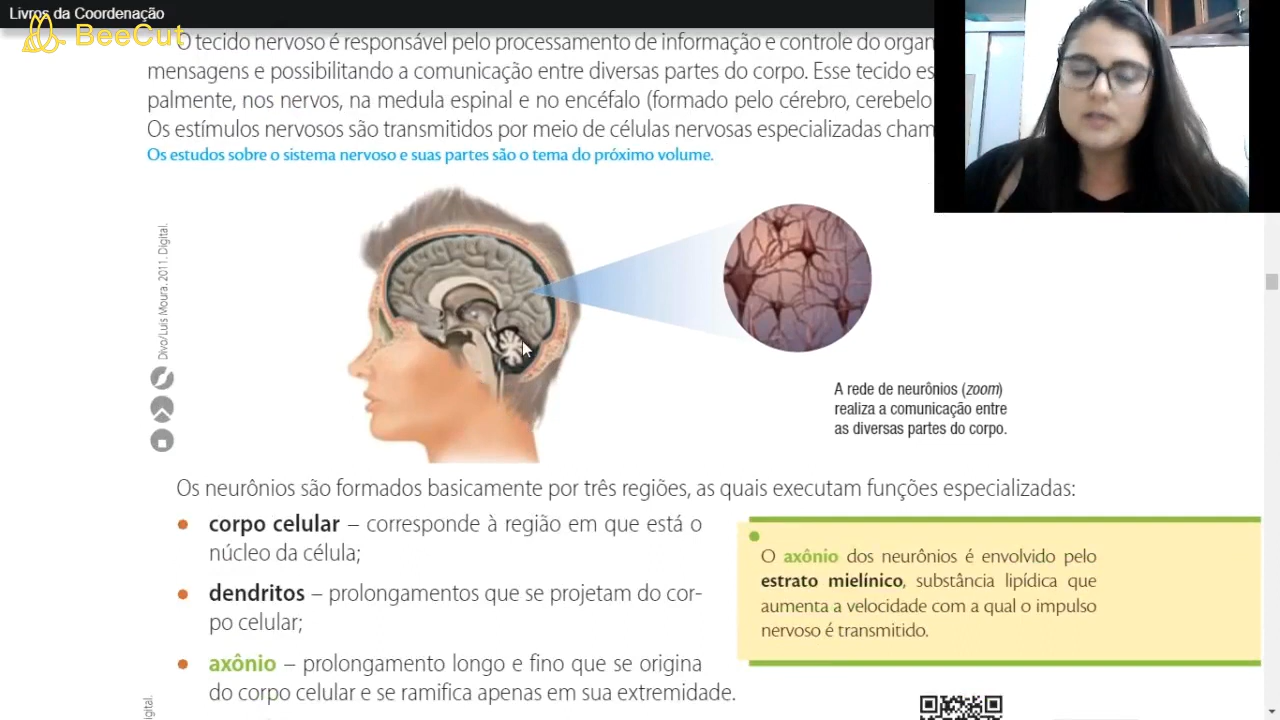 Livros da Coordenação
BeeCut
O tecido nervoso é responsável pelo processamento de informação e controle do organ
mensagens e possibilitando a comunicação entre diversas partes do corpo. Esse tecido es
palmente, nos nervos, na medula espinal e no encéfalo (formado pelo cérebro, cerebelo
Os estímulos nervosos são transmitidos por meio de células nervosas especializadas cham
Os estudos sobre o sistema nervoso e suas partes são o tema do próximo volume.
Divo/Luis Moura. 2011. Digital.
A rede de neurônios (zoom)
realiza a comunicação entre
as diversas partes do corpo.
Os neurônios são formados basicamente por três regiões, as quais executam funções especializadas:
• corpo celular – corresponde à região em que está o
núcleo da célula;
• dendritos – prolongamentos que se projetam do cor-
po celular;
• axônio – prolongamento longo e fino que se origina
do corpo celular e se ramifica apenas em sua extremidade.
O axônio dos neurônios é envolvido pelo
estrato mielínico, substância lipídica que
aumenta a velocidade com a qual o impulso
nervoso é transmitido.
igital.